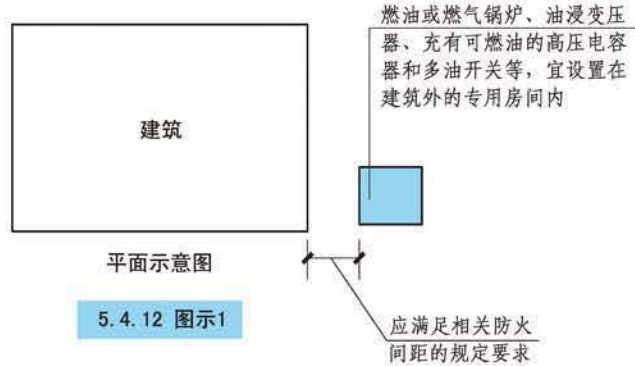 燃油或燃气锅炉、油浸变压
器、充有可燃油的高压电容
器和多油开关等，宜设置在
建筑外的专用房间内
建筑
平面示意图
5.4.12 图示1
应满足相关防火
间距的规定要求